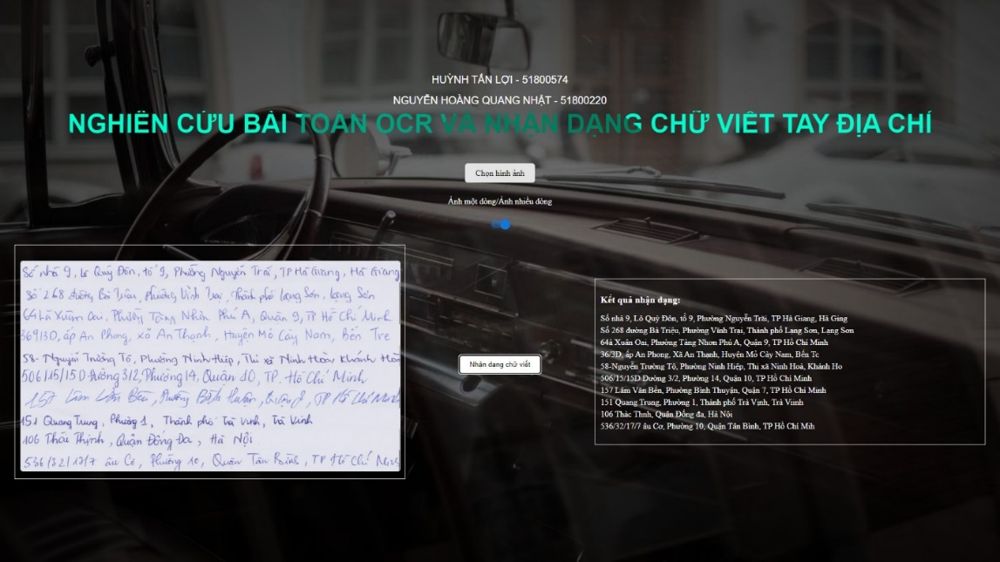 HUỲNH TẤN LỢI - 51800574
NGUYỄN HOÀNG QUANG NHẬT - 51800220
NGHIÊN CỨU BÀI TOÁN OCR VÀ NHẬN DẠNG CHỮ VIẾT TAY ĐỊA CHỈ
Chọn hình ảnh
Ảnh một dòng/Ảnh nhiều dòng
Số nhà 9, Lê Quý Đôn, tổ 9, Phường Nguyễn Trãi, TP Hà Giang, Hà Giang
Số 268 đường Bà Triệu, Phường Vĩnh Trại, Thành phố Lạng Sơn, Lạng Sơn
64 Lã Xuân Oai, Phường Tăng Nhơn Phú A, Quận 9, TP Hồ Chí Minh
369/3D, ấp An Phong, xã An Thạnh, Huyện Mỏ Cày Nam, Bến Tre
58- Nguyễn Trường Tộ, Phường Ninh Hiệp, Thị xã Ninh Hòa, Khánh Hòa
506/15/15D Đường 3/2, Phường 14, Quận 10, TP. Hồ Chí Minh
157 Lâm Văn Bền, Phường Bình Thuận, Quận 7, TP Hồ Chí Minh
151 Quang Trung, Phường 1, Thành phố Trà Vinh, Trà Vinh
106 Thái Thịnh, Quận Đống Đa, Hà Nội
536/32/17/7 âu Cơ, Phường 10, Quận Tân Bình, TP Hồ Chí Minh
Nhận dạng chữ viết
Kết quả nhận dạng:
Số nhà 9, Lô Quỳ Đôn, tổ 9, Phường Nguyễn Trãi, TP Hà Giang, Hà Ging
Số 268 đường Bà Triệu, Phường Vĩnh Trại, Thành phố Lạng Sơn, Lạng Sơn
64ả Xuân Oai, Phường Tăng Nhơn Phú A, Quận 9, TP Hồ Chí Minh
36/3D, ấp An Phong, Xã An Thạnh, Huyện Mỏ Cày Nam, Bến Tc
58-Nguyễn Trường Tộ, Phường Ninh Hiệp, Thị xã Ninh Hoà, Khánh Ho
506/15/15D Đường 3/2, Phường 14, Quận 10, TP Hồ Chí Minh
157 Lâm Văn Bền, Phường Bình Thuận, Quận 7, TP Hồ Chí Minh
151 Quang Trung, Phường 1, Thành phố Trà Vịnh, Trà Vinnh
106 Thác Thnh, Quận Đống đa, Hà Nội
536/32/17/7 âu Cơ, Phường 10, Quận Tân Bình, TP Hồ Chí Mih